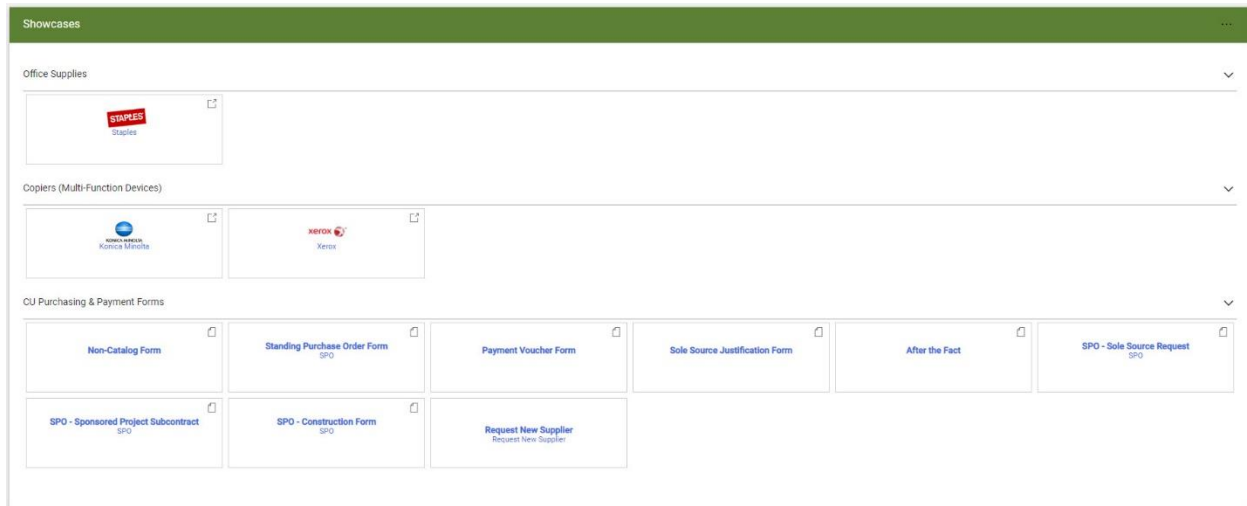 Showcases
...
Office Supplies
STAPLES
Staples
Copiers (Multi-Function Devices)
KONICA MINOLTA
Konica Minolta
xerox
Xerox
CU Purchasing & Payment Forms
Non-Catalog Form
Standing Purchase Order Form
SPO
Payment Voucher Form
Sole Source Justification Form
After the Fact
SPO - Sole Source Request
SPO
SPO - Sponsored Project Subcontract
SPO
SPO - Construction Form
SPO
Request New Supplier
Request New Supplier